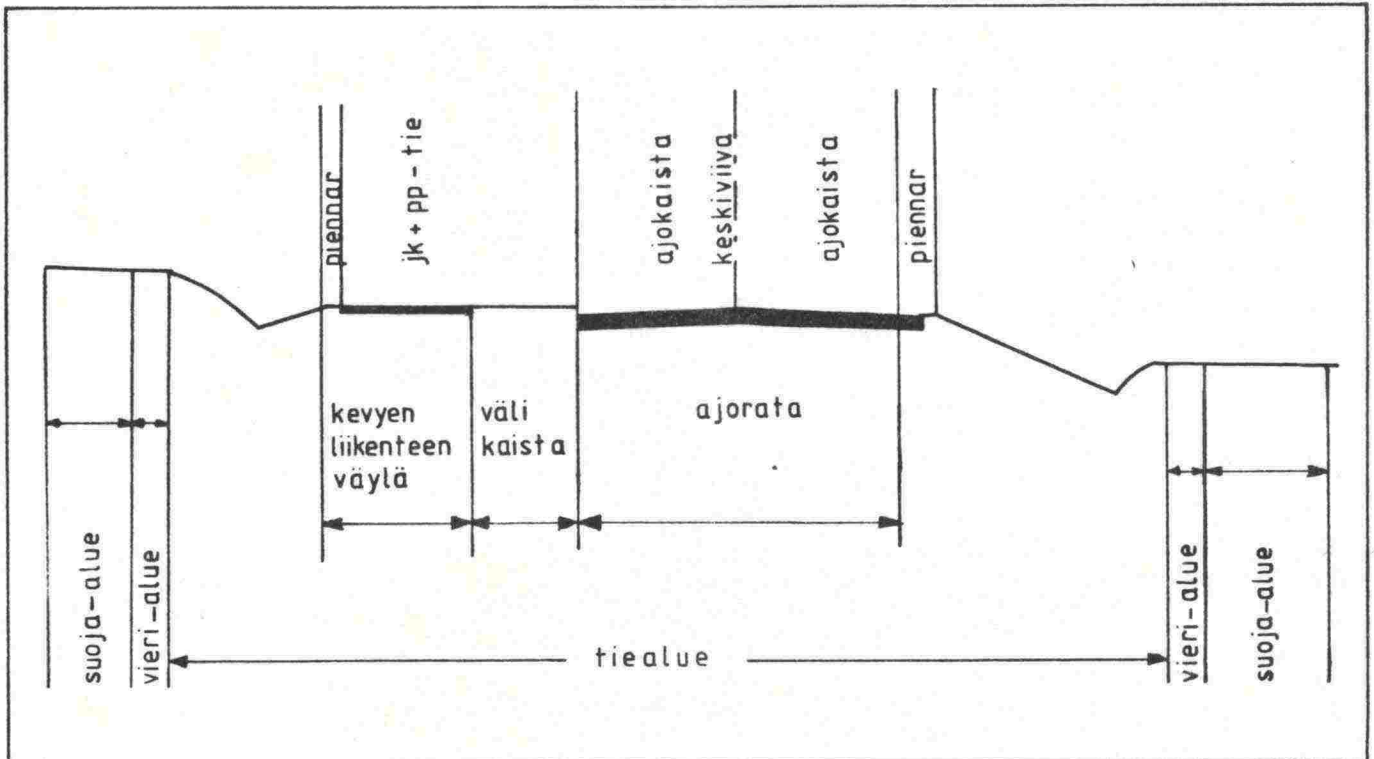 piennar
jk + pp - tie
ajokaista
keskiviiva
ajokaista
piennar
kevyen
liikenteen
väylä
väli
kaista
ajorata
suoja-alue
vieri-alue
tiealue
vieri-alue
suoja-alue